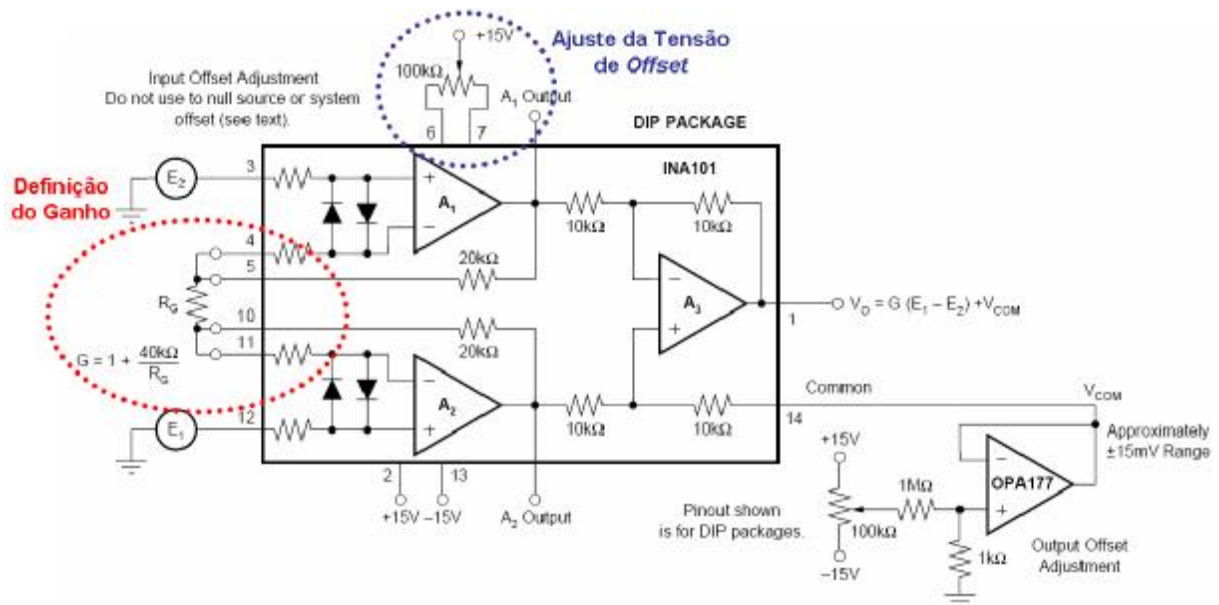 +15V
Ajuste da Tensão
de Offset
Input Offset Adjustment
Do not use to null source or system
offset (see text).
100kΩ
A1 Output
6
7
DIP PACKAGE
INA101
Definição
do Ganho
E2
3
+
A1
−
10kΩ
10kΩ
4
5
20kΩ
RG
−
A3
+
1
VO = G (E1 – E2) +VCOM
10
20kΩ
G = 1 + 40kΩ
RG
11
−
A2
+
12
E1
10kΩ
10kΩ
Common
14
VCOM
Approximately
±15mV Range
2
13
+15V –15V
A2 Output
Pinout shown
is for DIP packages.
+15V
1MΩ
100kΩ
–15V
−
OPA177
+
1kΩ
Output Offset
Adjustment